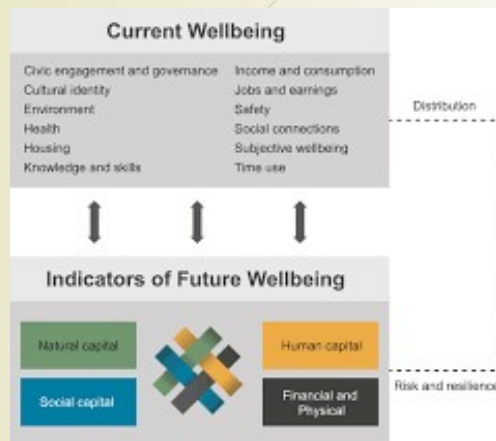 Current Wellbeing
Civic engagement and governance
Cultural identity
Environment
Health
Housing
Knowledge and skills
Income and consumption
Jobs and earnings
Safety
Social connections
Subjective wellbeing
Time use
Distribution
Indicators of Future Wellbeing
Natural capital
Human capital
Social capital
Financial and
Physical
Risk and resilience